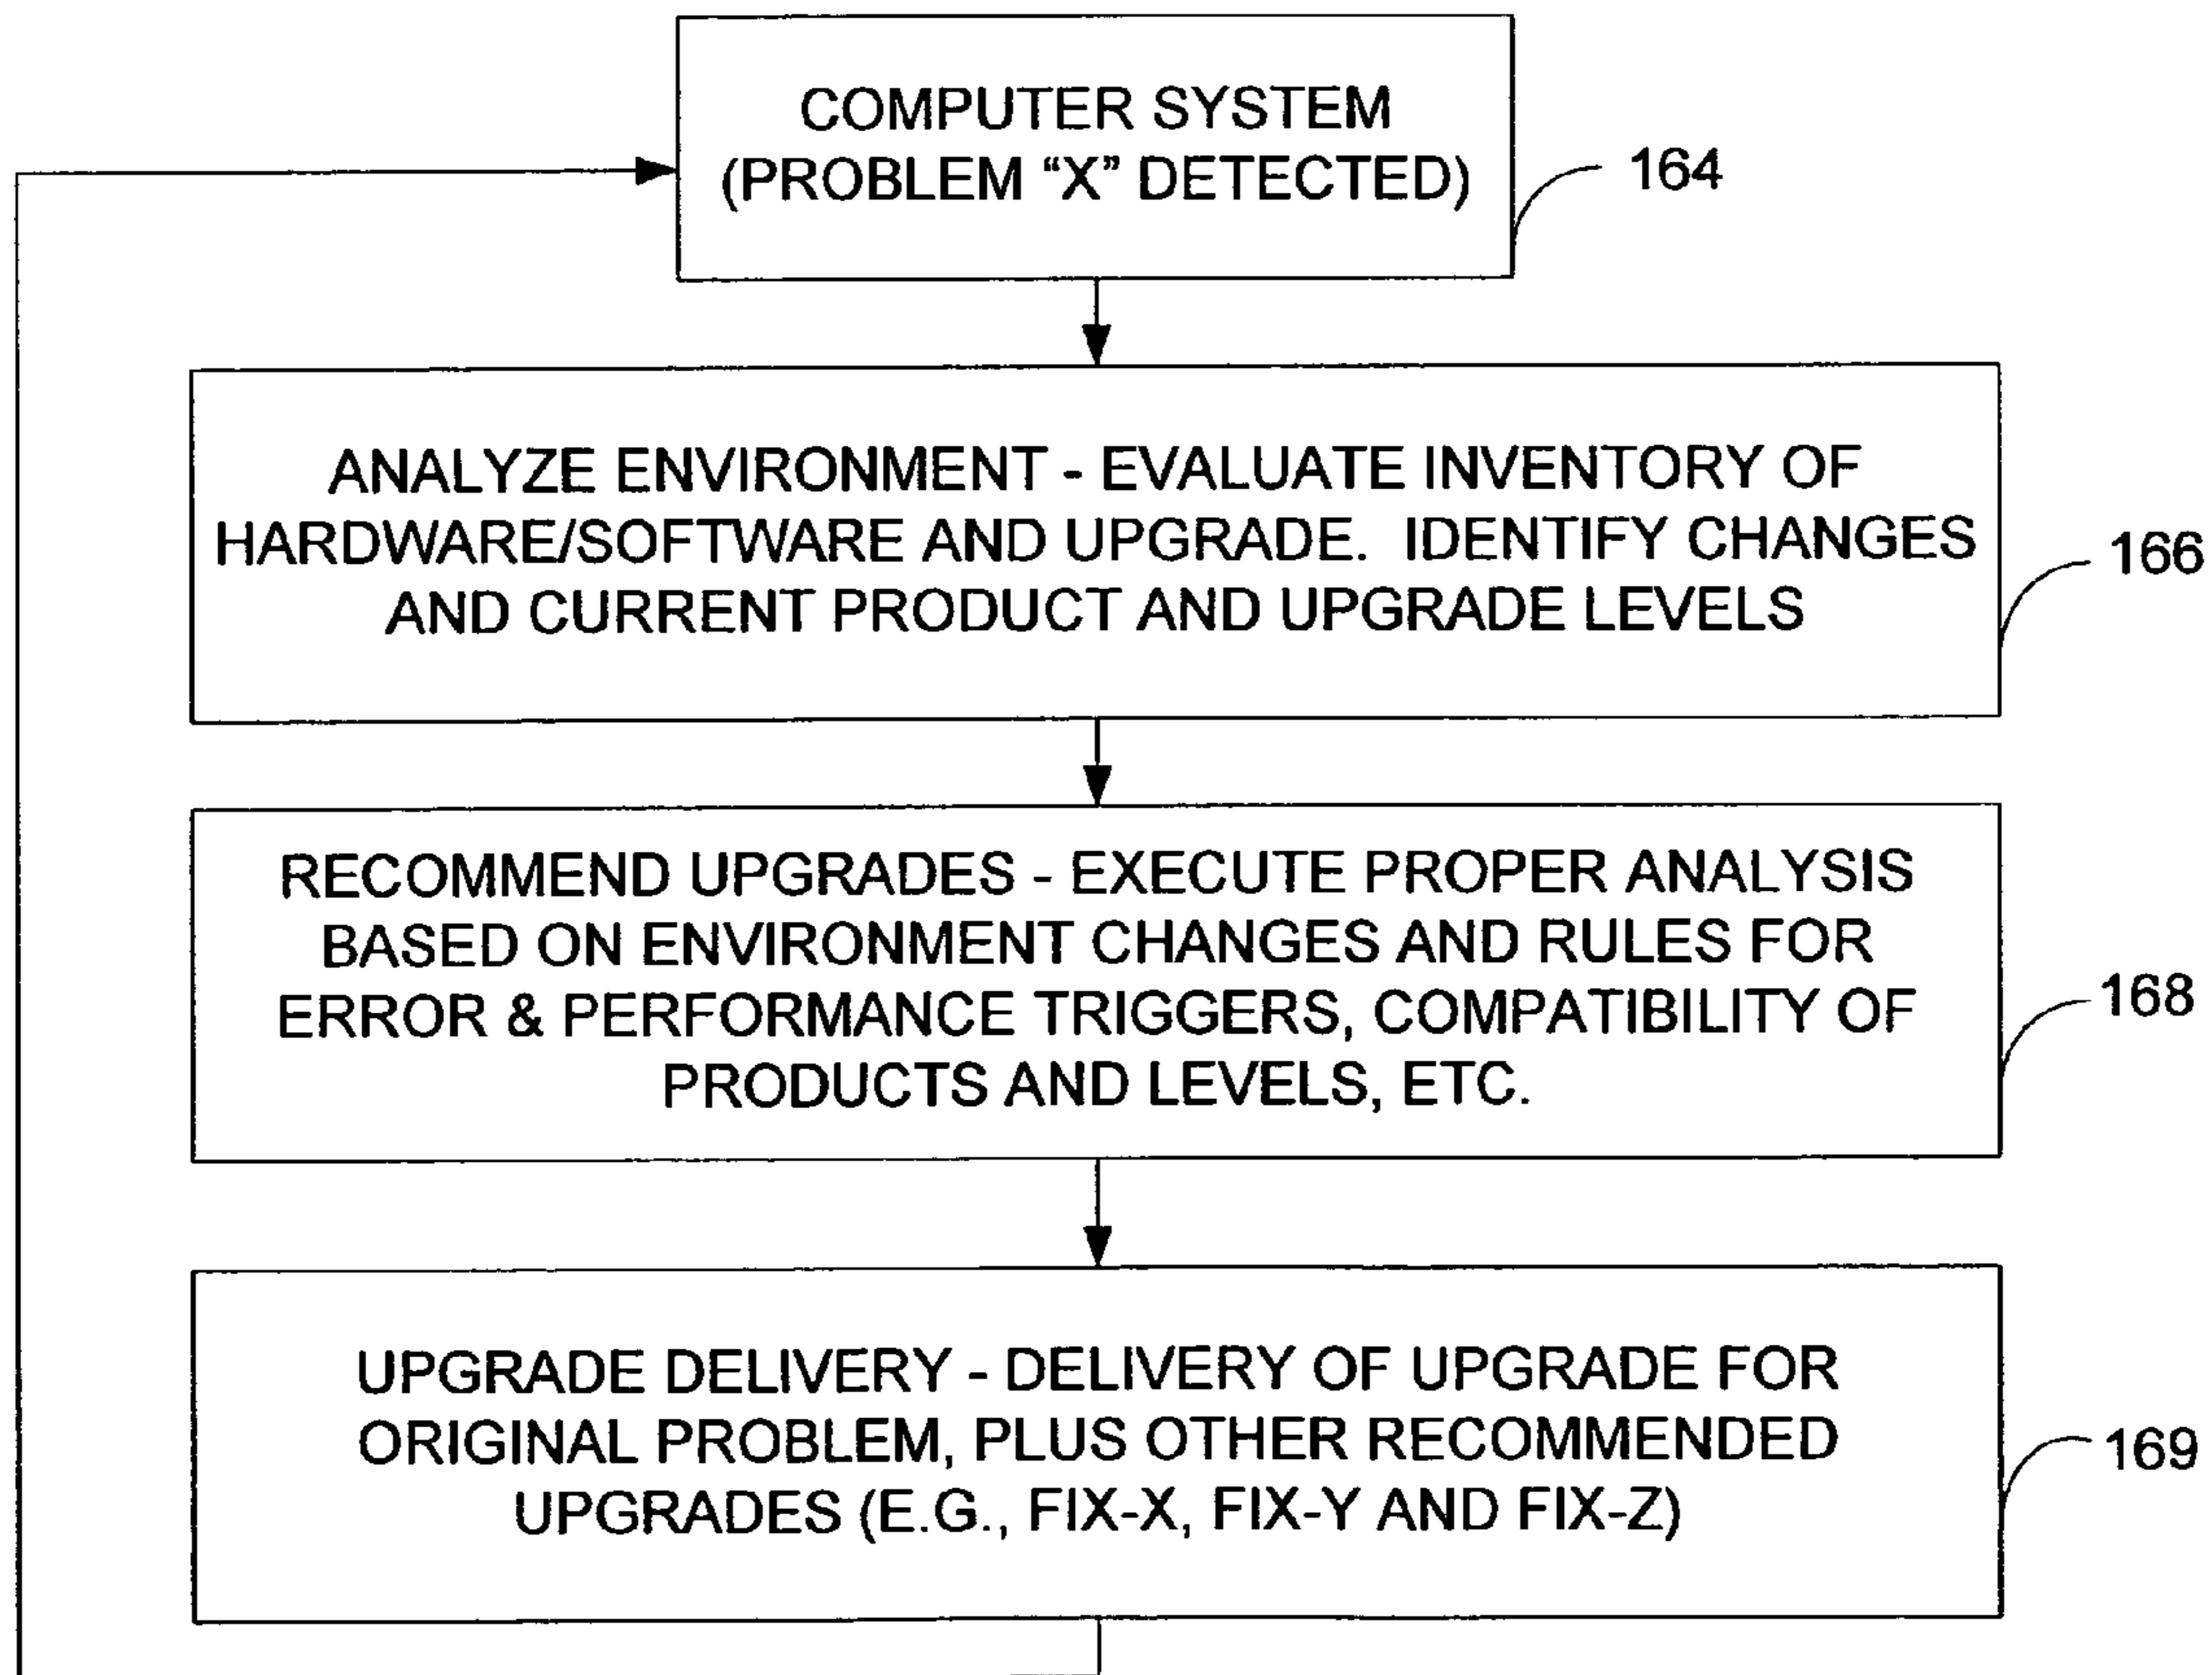 COMPUTER SYSTEM
(PROBLEM “X” DETECTED)
164
ANALYZE ENVIRONMENT - EVALUATE INVENTORY OF
HARDWARE/SOFTWARE AND UPGRADE. IDENTIFY CHANGES
AND CURRENT PRODUCT AND UPGRADE LEVELS
166
RECOMMEND UPGRADES - EXECUTE PROPER ANALYSIS
BASED ON ENVIRONMENT CHANGES AND RULES FOR
ERROR & PERFORMANCE TRIGGERS, COMPATIBILITY OF
PRODUCTS AND LEVELS, ETC.
168
UPGRADE DELIVERY - DELIVERY OF UPGRADE FOR
ORIGINAL PROBLEM, PLUS OTHER RECOMMENDED
UPGRADES (E.G., FIX-X, FIX-Y AND FIX-Z)
169